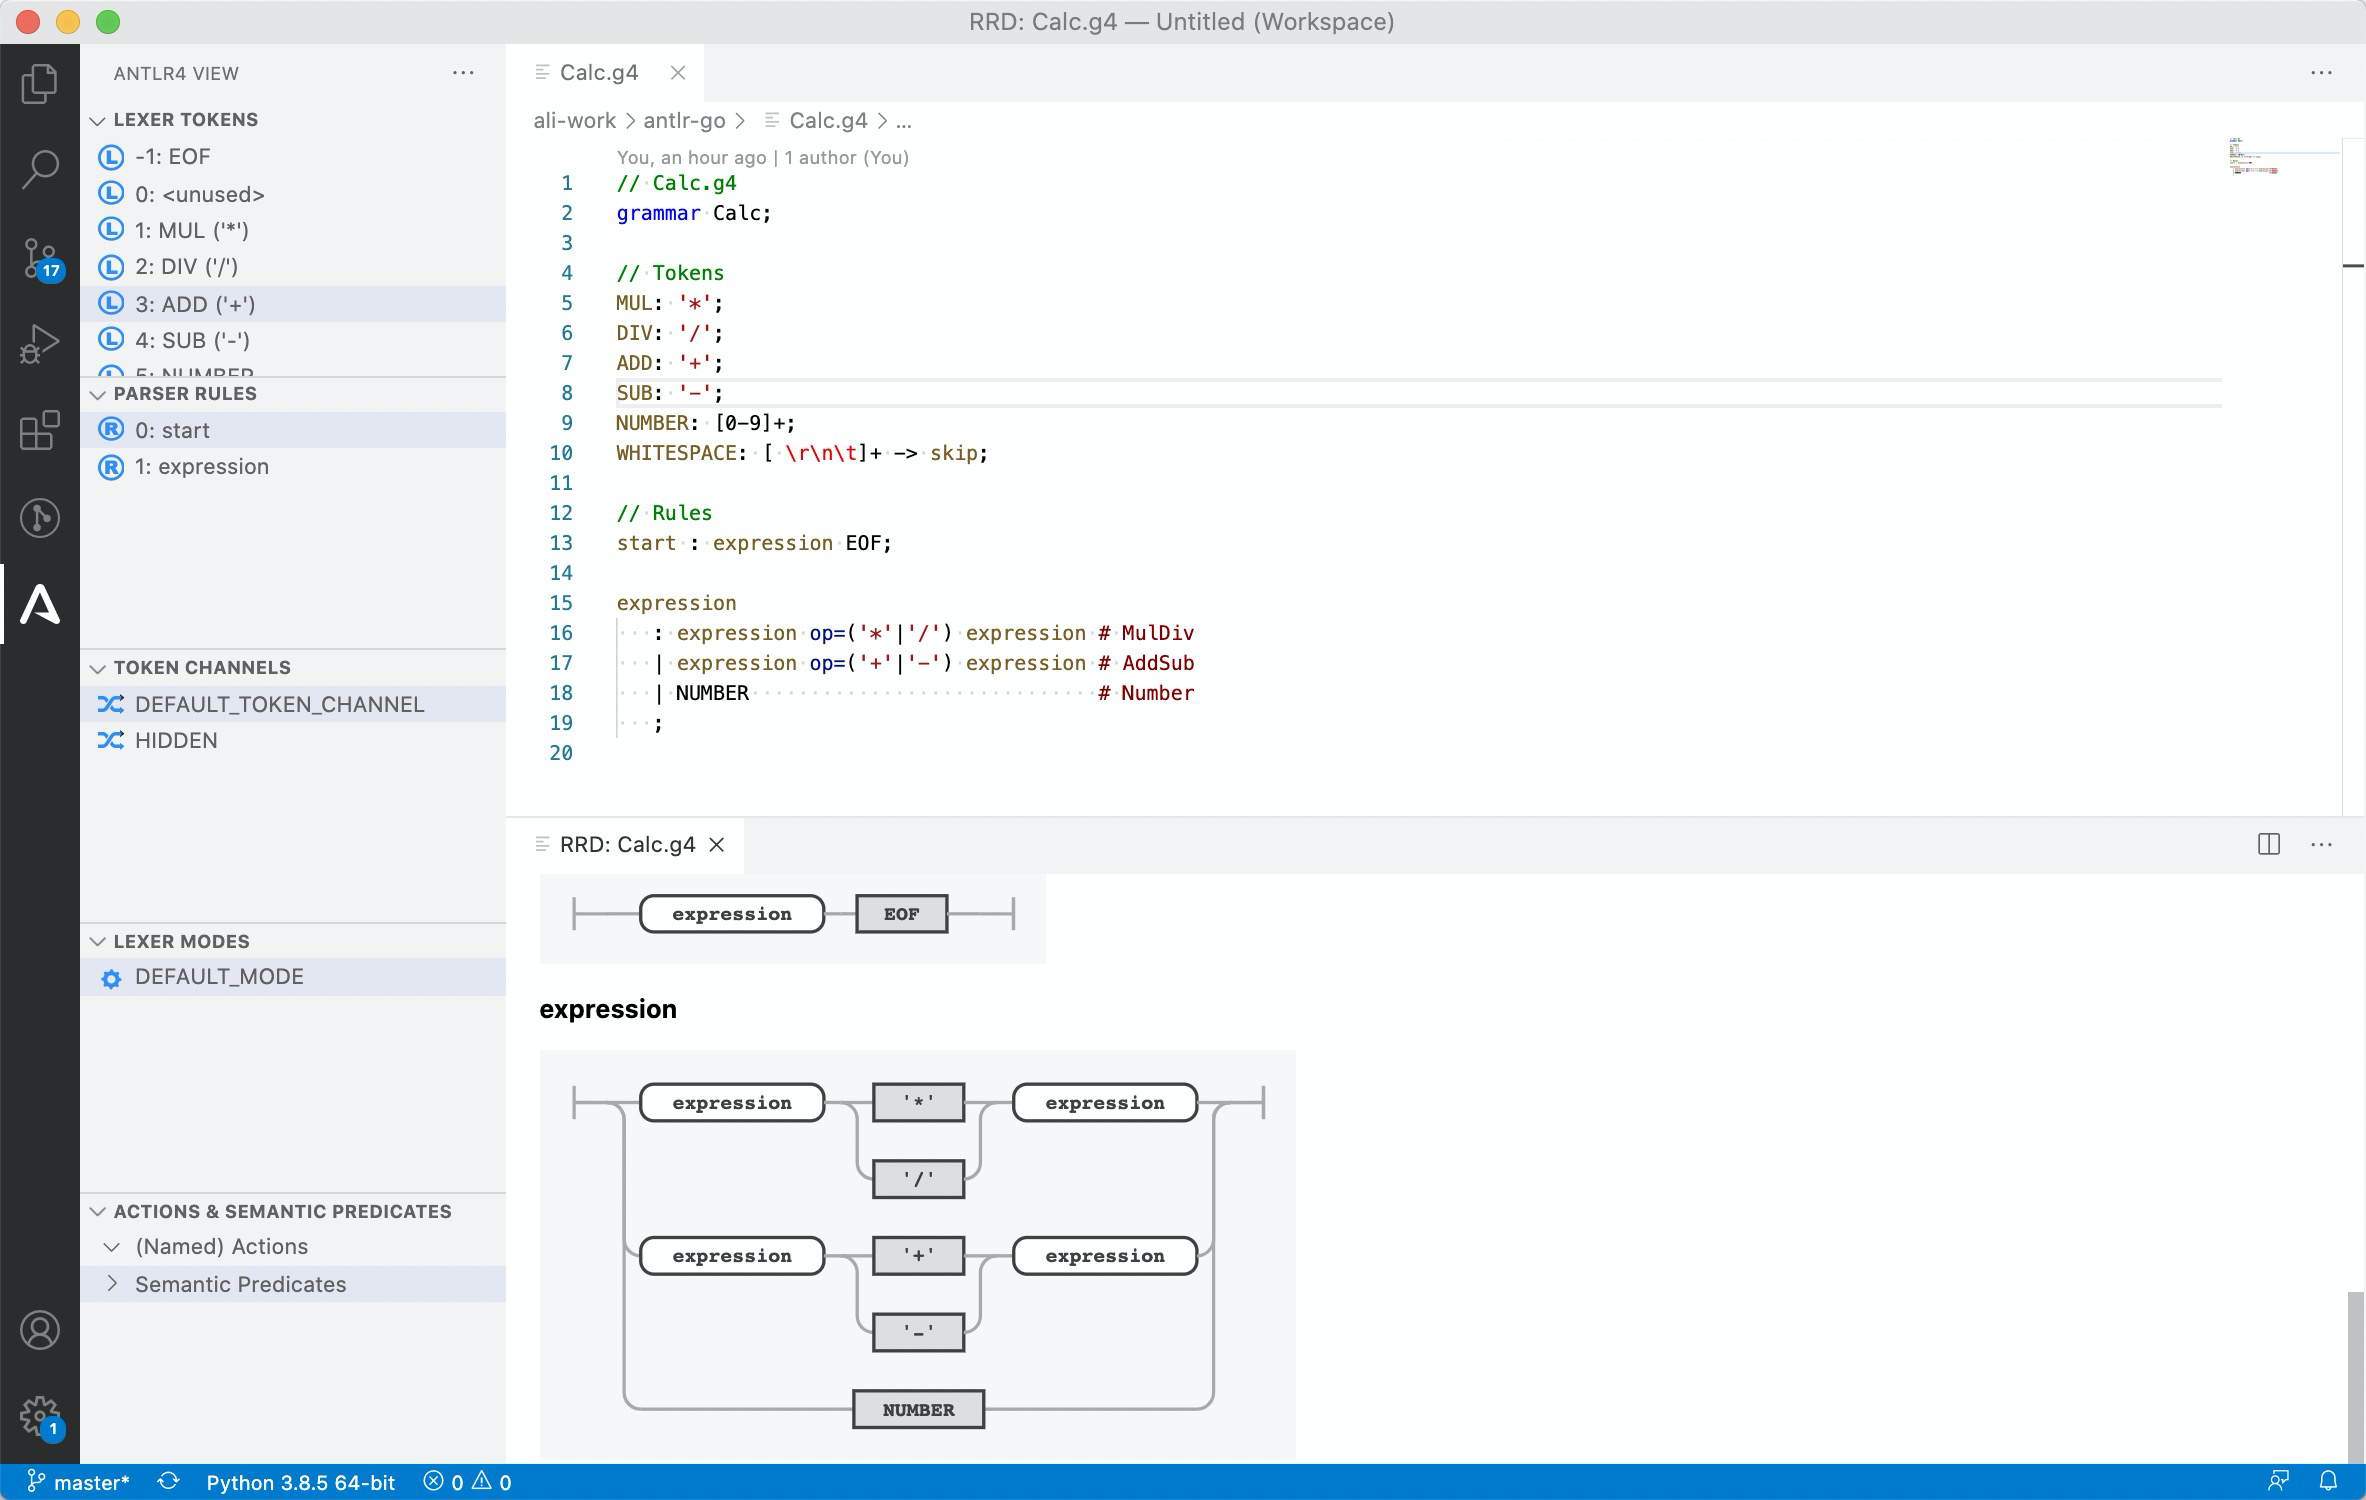 RRD: Calc.g4 — Untitled (Workspace)
ANTLR4 VIEW
LEXER TOKENS
-1: EOF
0: <unused>
1: MUL ('*')
2: DIV ('/')
3: ADD ('+')
4: SUB ('-')
5: NUMBER
PARSER RULES
0: start
1: expression
TOKEN CHANNELS
DEFAULT_TOKEN_CHANNEL
HIDDEN
LEXER MODES
DEFAULT_MODE
ACTIONS & SEMANTIC PREDICATES
(Named) Actions
Semantic Predicates
17
1
Calc.g4
ali-work > antlr-go > Calc.g4 > ...
You, an hour ago | 1 author (You)
1 // Calc.g4
2 grammar Calc;
3
4 // Tokens
5 MUL: '*';
6 DIV: '/';
7 ADD: '+';
8 SUB: '-';
9 NUMBER: [0-9]+;
10 WHITESPACE: [ \r\n\t]+ -> skip;
11
12 // Rules
13 start : expression EOF;
14
15 expression
16 : expression op=('*'|'/') expression # MulDiv
17 | expression op=('+'|'-') expression # AddSub
18 | NUMBER # Number
19 ;
20
RRD: Calc.g4
expression EOF
expression
expression '*' expression
'/'
expression '+' expression
'-'
NUMBER
master* Python 3.8.5 64-bit 0 0